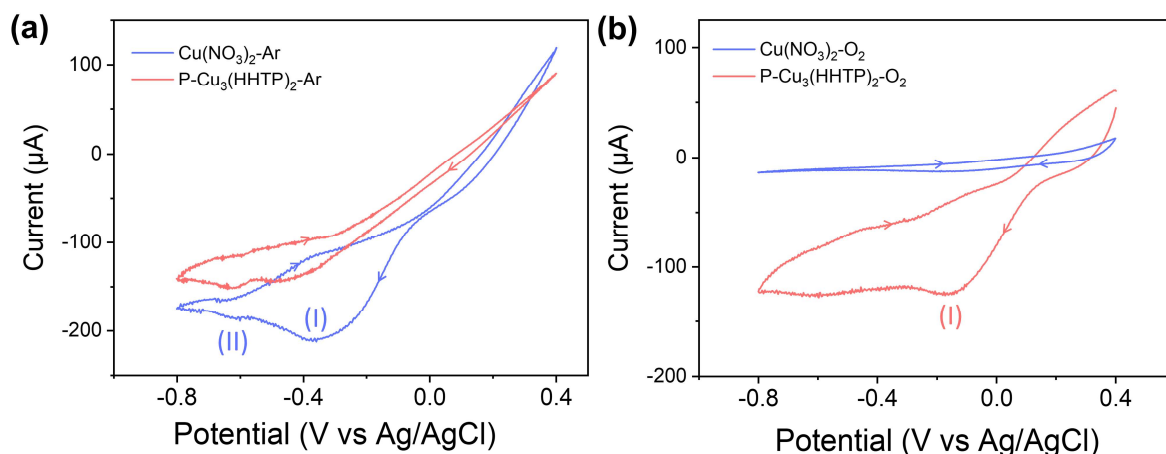 (a)
Cu(NO₃)₂-Ar
P-Cu₃(HHTP)₂-Ar
100
0
-100
-200
Current (µA)
(I)
(II)
-0.8
-0.4
0.0
0.4
Potential (V vs Ag/AgCl)
(b)
Cu(NO₃)₂-O₂
P-Cu₃(HHTP)₂-O₂
100
0
-100
-200
Current (µA)
(I)
-0.8
-0.4
0.0
0.4
Potential (V vs Ag/AgCl)